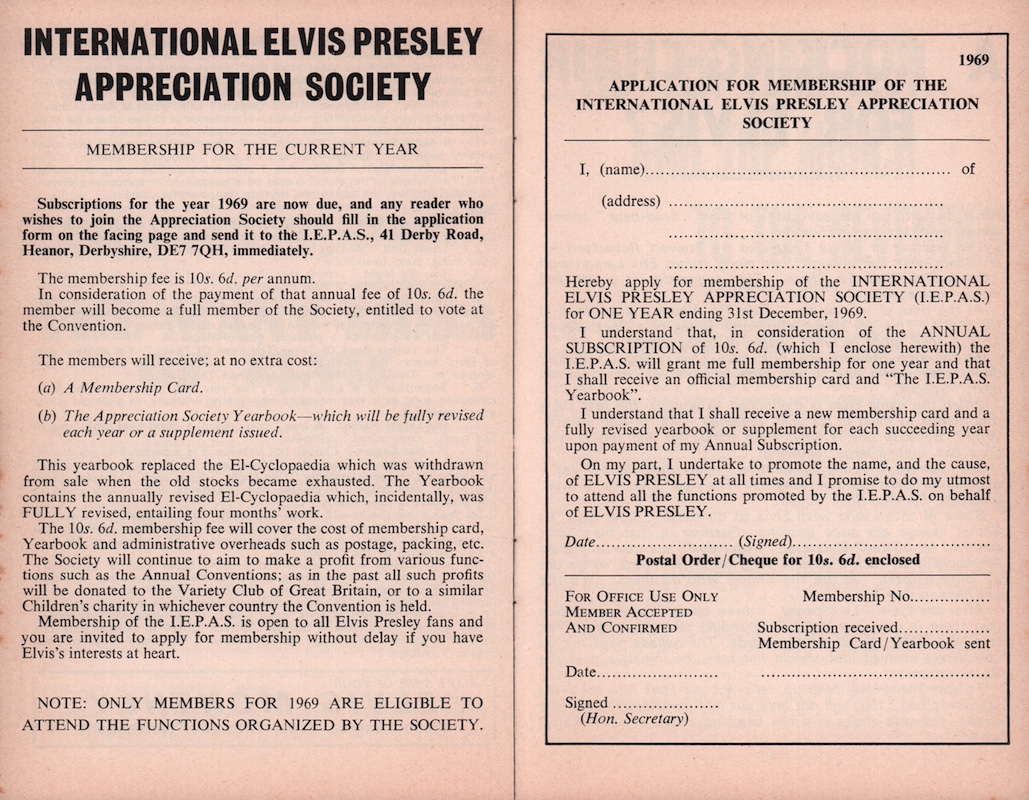 INTERNATIONAL ELVIS PRESLEY
APPRECIATION SOCIETY
MEMBERSHIP FOR THE CURRENT YEAR
Subscriptions for the year 1969 are now due, and any reader who
wishes to join the Appreciation Society should fill in the application
form on the facing page and send it to the I.E.P.A.S., 41 Derby Road,
Heanor, Derbyshire, DE7 7QH, immediately.
The membership fee is 10s. 6d. per annum.
In consideration of the payment of that annual fee of 10s. 6d. the
member will become a full member of the Society, entitled to vote at
the Convention.
The members will receive; at no extra cost:
(a) A Membership Card.
(b) The Appreciation Society Yearbook—which will be fully revised
each year or a supplement issued.
This yearbook replaced the El-Cyclopaedia which was withdrawn
from sale when the old stocks became exhausted. The Yearbook
contains the annually revised El-Cyclopaedia which, incidentally, was
FULLY revised, entailing four months' work.
The 10s. 6d. membership fee will cover the cost of membership card,
Yearbook and administrative overheads such as postage, packing, etc.
The Society will continue to aim to make a profit from various func-
tions such as the Annual Conventions; as in the past all such profits
will be donated to the Variety Club of Great Britain, or to a similar
Children's charity in whichever country the Convention is held.
Membership of the I.E.P.A.S. is open to all Elvis Presley fans and
you are invited to apply for membership without delay if you have
Elvis's interests at heart.
NOTE: ONLY MEMBERS FOR 1969 ARE ELIGIBLE TO
ATTEND THE FUNCTIONS ORGANIZED BY THE SOCIETY.
1969
APPLICATION FOR MEMBERSHIP OF THE
INTERNATIONAL ELVIS PRESLEY APPRECIATION
SOCIETY
I, (name).................................................... of
(address) ...............................................
...............................................
...............................................
Hereby apply for membership of the INTERNATIONAL
ELVIS PRESLEY APPRECIATION SOCIETY (I.E.P.A.S.)
for ONE YEAR ending 31st December, 1969.
I understand that, in consideration of the ANNUAL
SUBSCRIPTION of 10s. 6d. (which I enclose herewith) the
I.E.P.A.S. will grant me full membership for one year and that
I shall receive an official membership card and "The I.E.P.A.S.
Yearbook".
I understand that I shall receive a new membership card and a
fully revised yearbook or supplement for each succeeding year
upon payment of my Annual Subscription.
On my part, I undertake to promote the name, and the cause,
of ELVIS PRESLEY at all times and I promise to do my utmost
to attend all the functions promoted by the I.E.P.A.S. on behalf
of ELVIS PRESLEY.
Date........................ (Signed)..................................
Postal Order/Cheque for 10s. 6d. enclosed
FOR OFFICE USE ONLY Membership No..............
MEMBER ACCEPTED
AND CONFIRMED Subscription received................
Membership Card/Yearbook sent
Date..................... .......................................
Signed ...................
(Hon. Secretary)